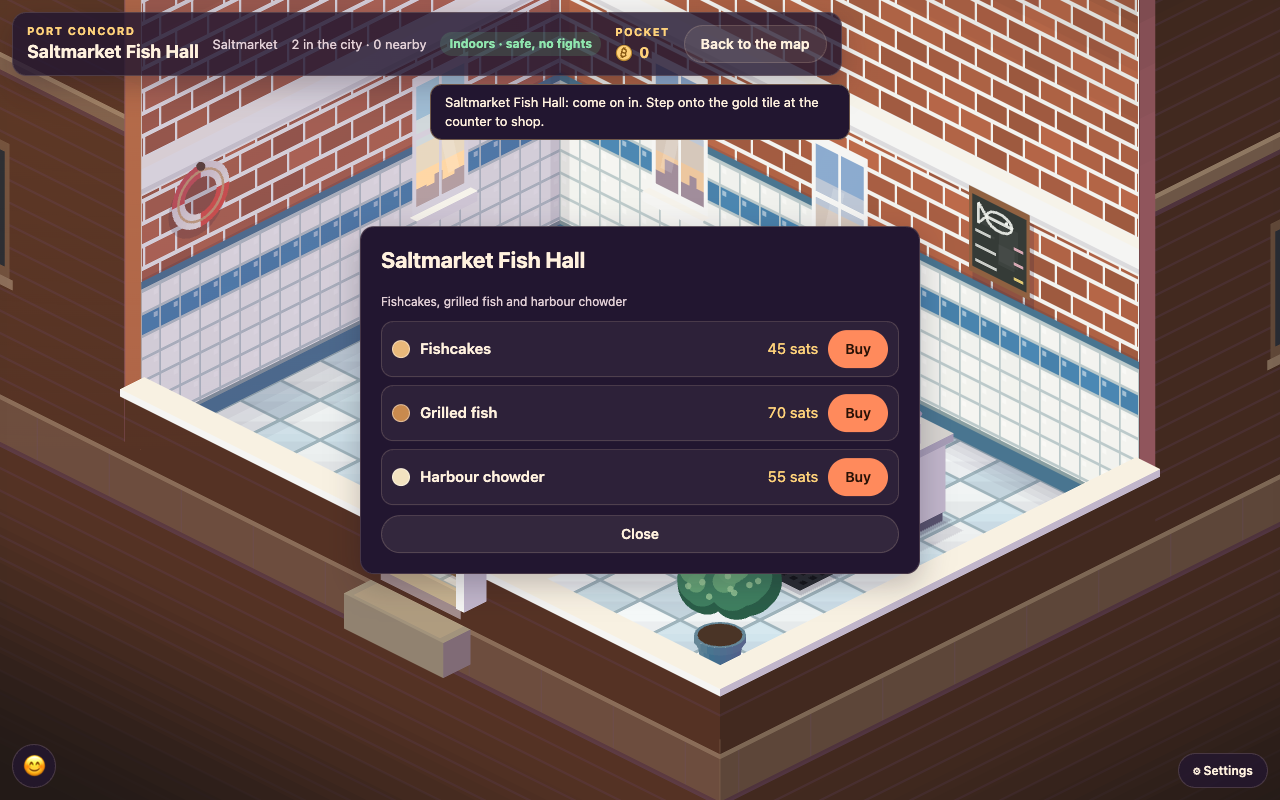 PORT CONCORD
Saltmarket Fish Hall
Saltmarket
2 in the city · 0 nearby
Indoors · safe, no fights
POCKET
0
Back to the map
Saltmarket Fish Hall: come on in. Step onto the gold tile at the
counter to shop.
Saltmarket Fish Hall
Fishcakes, grilled fish and harbour chowder
Fishcakes
45 sats
Buy
Grilled fish
70 sats
Buy
Harbour chowder
55 sats
Buy
Close
Settings